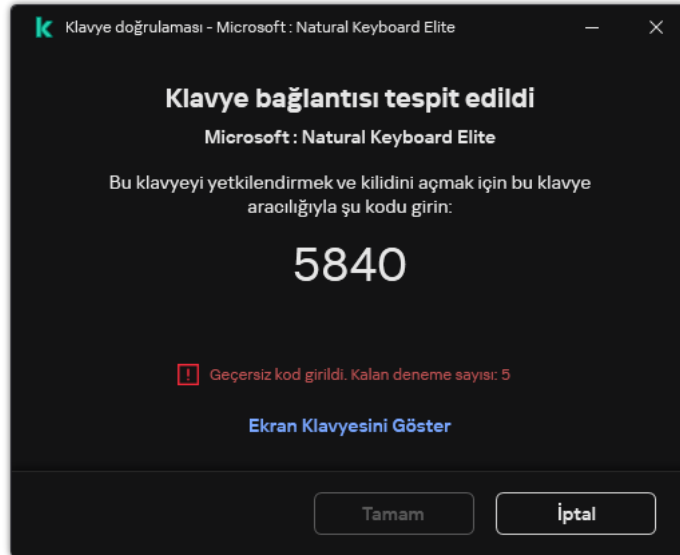 Klavye doğrulaması - Microsoft : Natural Keyboard Elite
Klavye bağlantısı tespit edildi
Microsoft : Natural Keyboard Elite
Bu klavyeyi yetkilendirmek ve kilidini açmak için bu klavye
aracılığıyla şu kodu girin:
5840
Geçersiz kod girildi. Kalan deneme sayısı: 5
Ekran Klavyesini Göster
Tamam
İptal